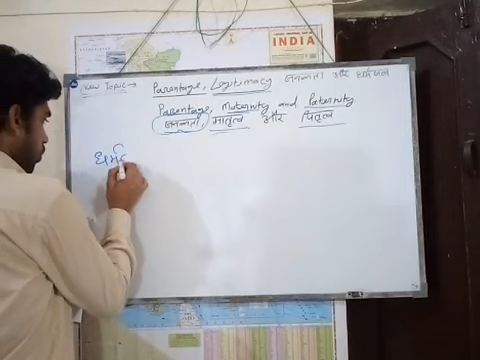 INDIA
New Topic → Parentage, Legitimacy जनकता और धर्मजत्व
Parentage, Maternity and Paternity
जनकता, मातृत्व और पितृत्व
धर्म